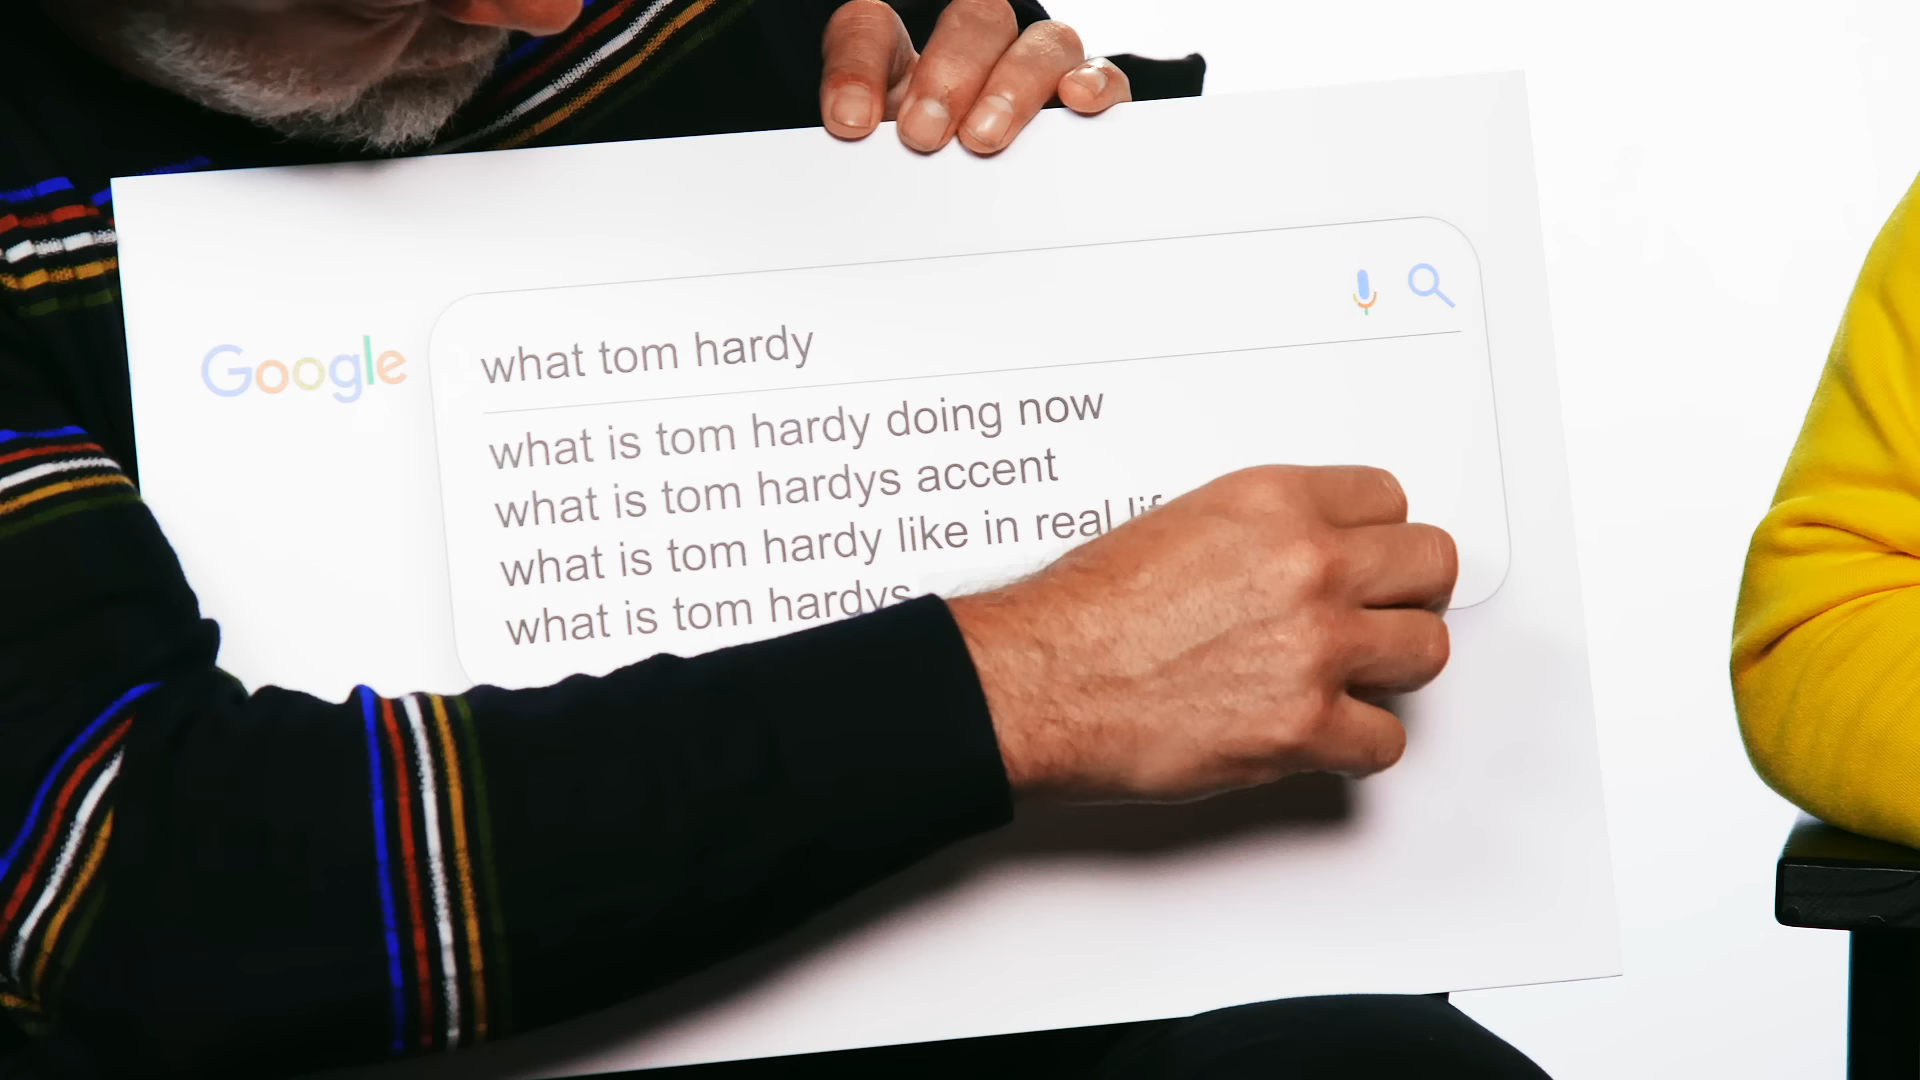 Google
what tom hardy
what is tom hardy doing now
what is tom hardys accent
what is tom hardy like in real
what is tom hardys